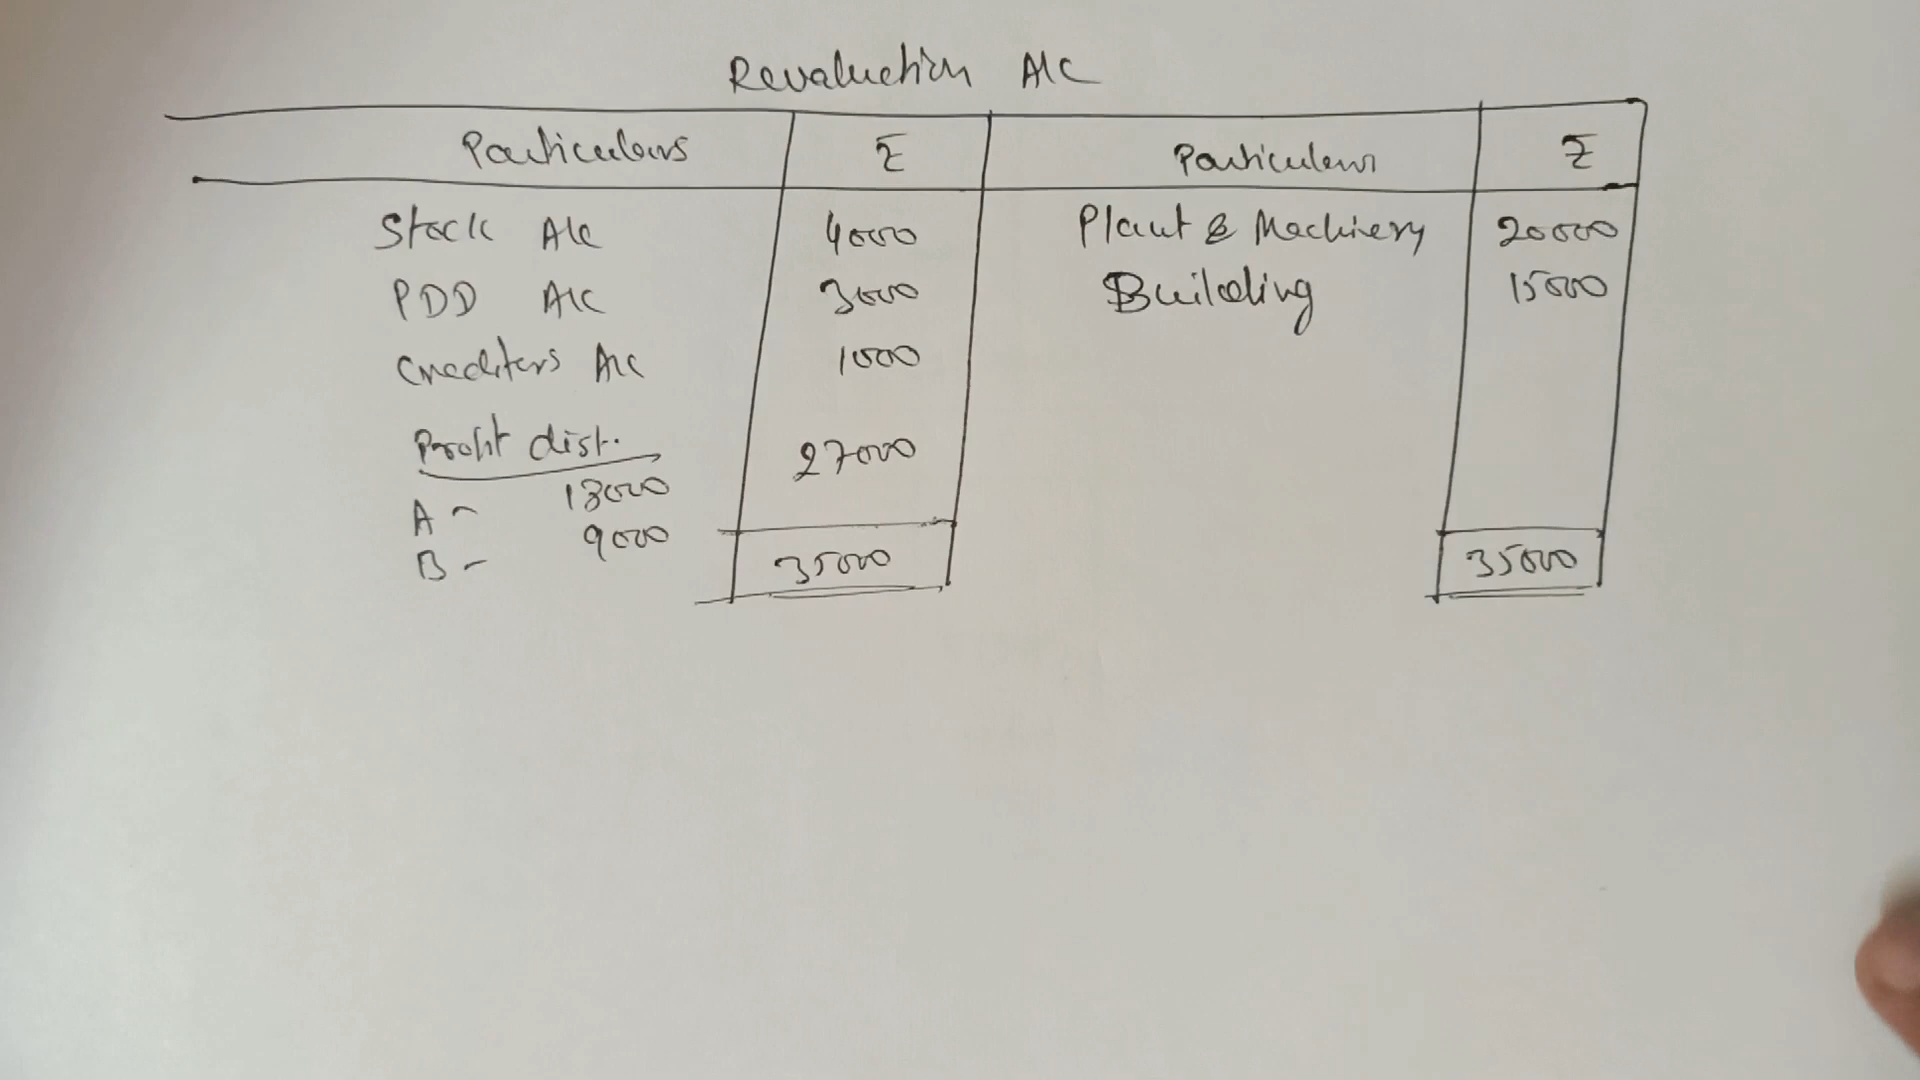 Revaluation A/c
Particulars ₹ Particulars ₹
Stock A/c 4000 Plant & Machinery 20000
PDD A/c 3000 Building 15000
Creditors A/c 1000
Profit dist. 27000
A - 18000
B - 9000
35000 35000